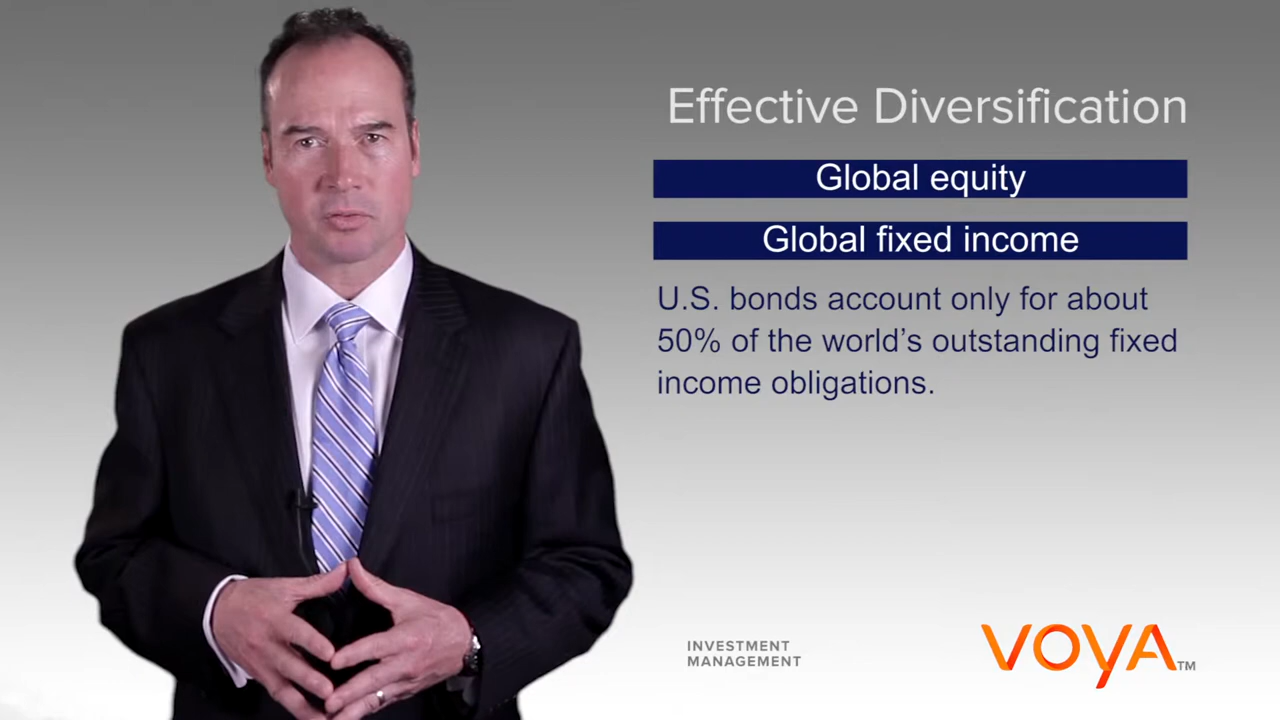 Effective Diversification
Global equity
Global fixed income
U.S. bonds account only for about
50% of the world's outstanding fixed
income obligations.
INVESTMENT
MANAGEMENT
VOYA™